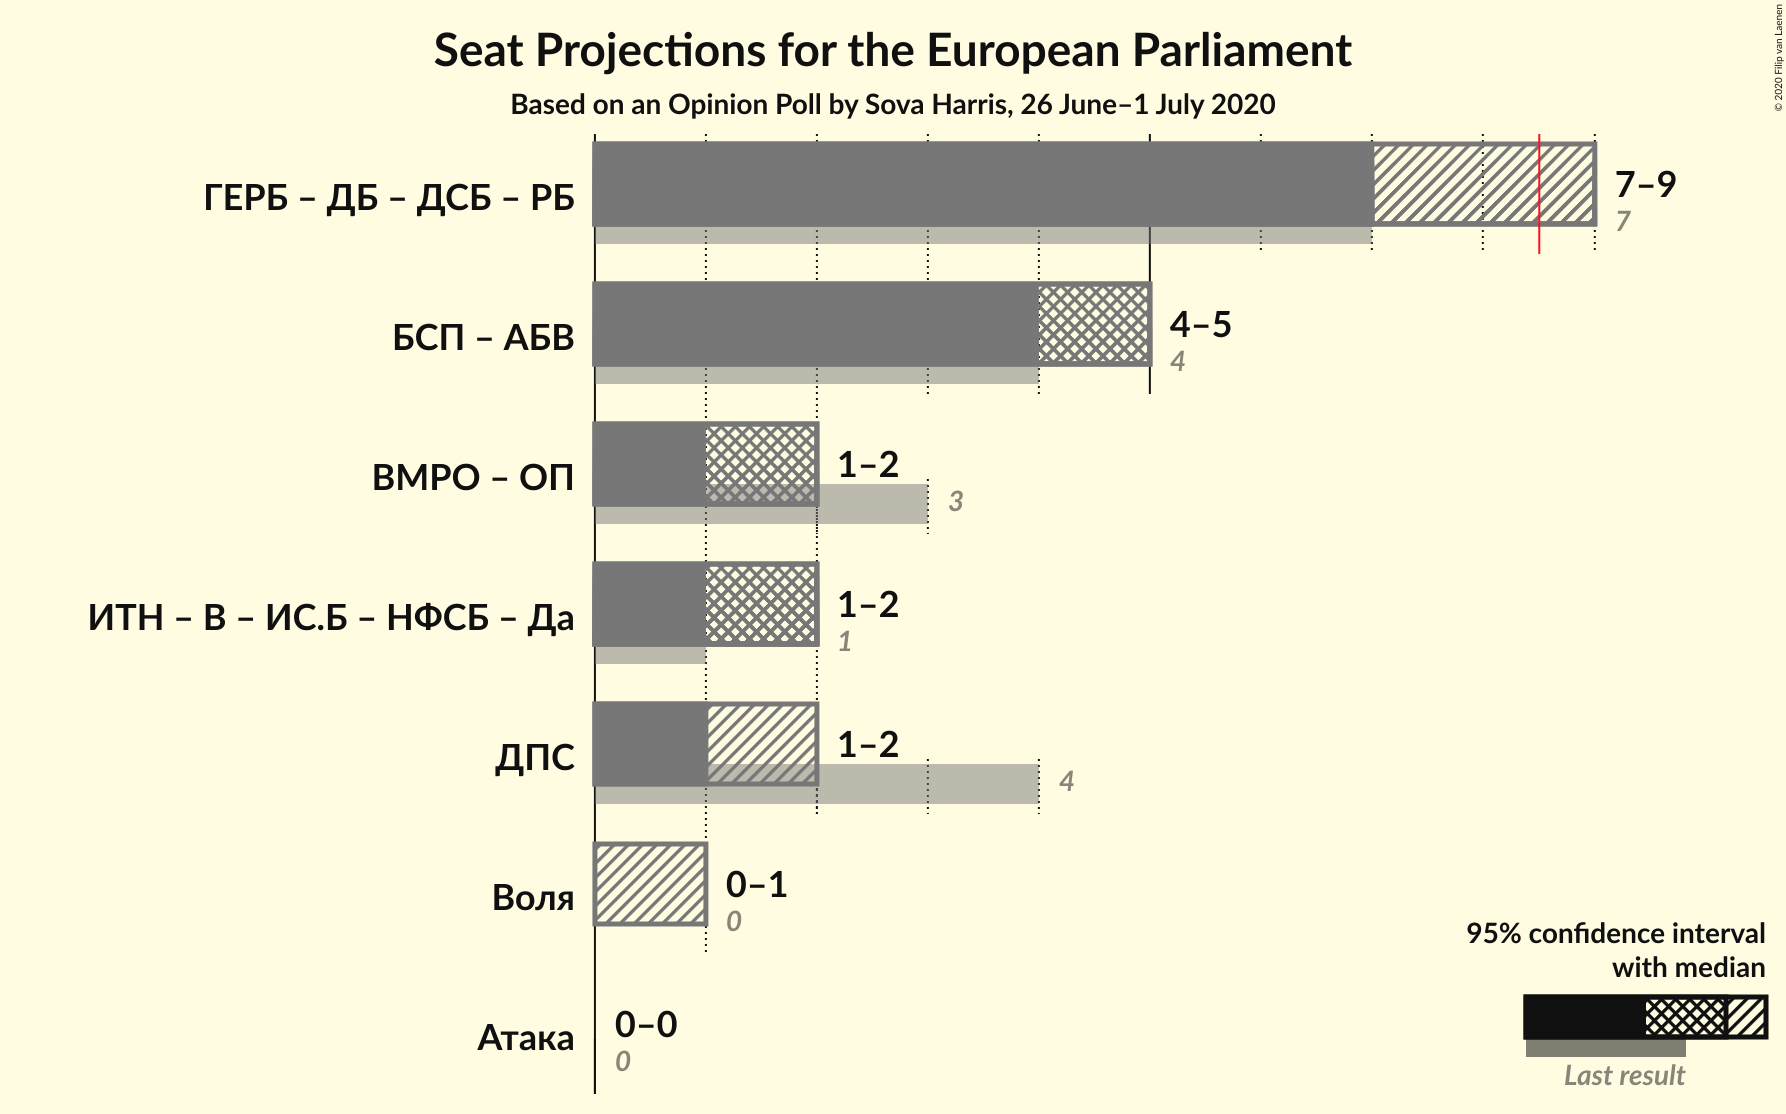 Seat Projections for the European Parliament
Based on an Opinion Poll by Sova Harris, 26 June–1 July 2020
© 2020 Filip van Laenen
ГЕРБ – ДБ – ДСБ – РБ
7–9
7
БСП – АБВ
4–5
4
ВМРО – ОП
1–2
3
ИТН – В – ИС.Б – НФСБ – Да
1–2
1
ДПС
1–2
4
Воля
0–1
0
Атака
0–0
0
95% confidence interval
with median
Last result